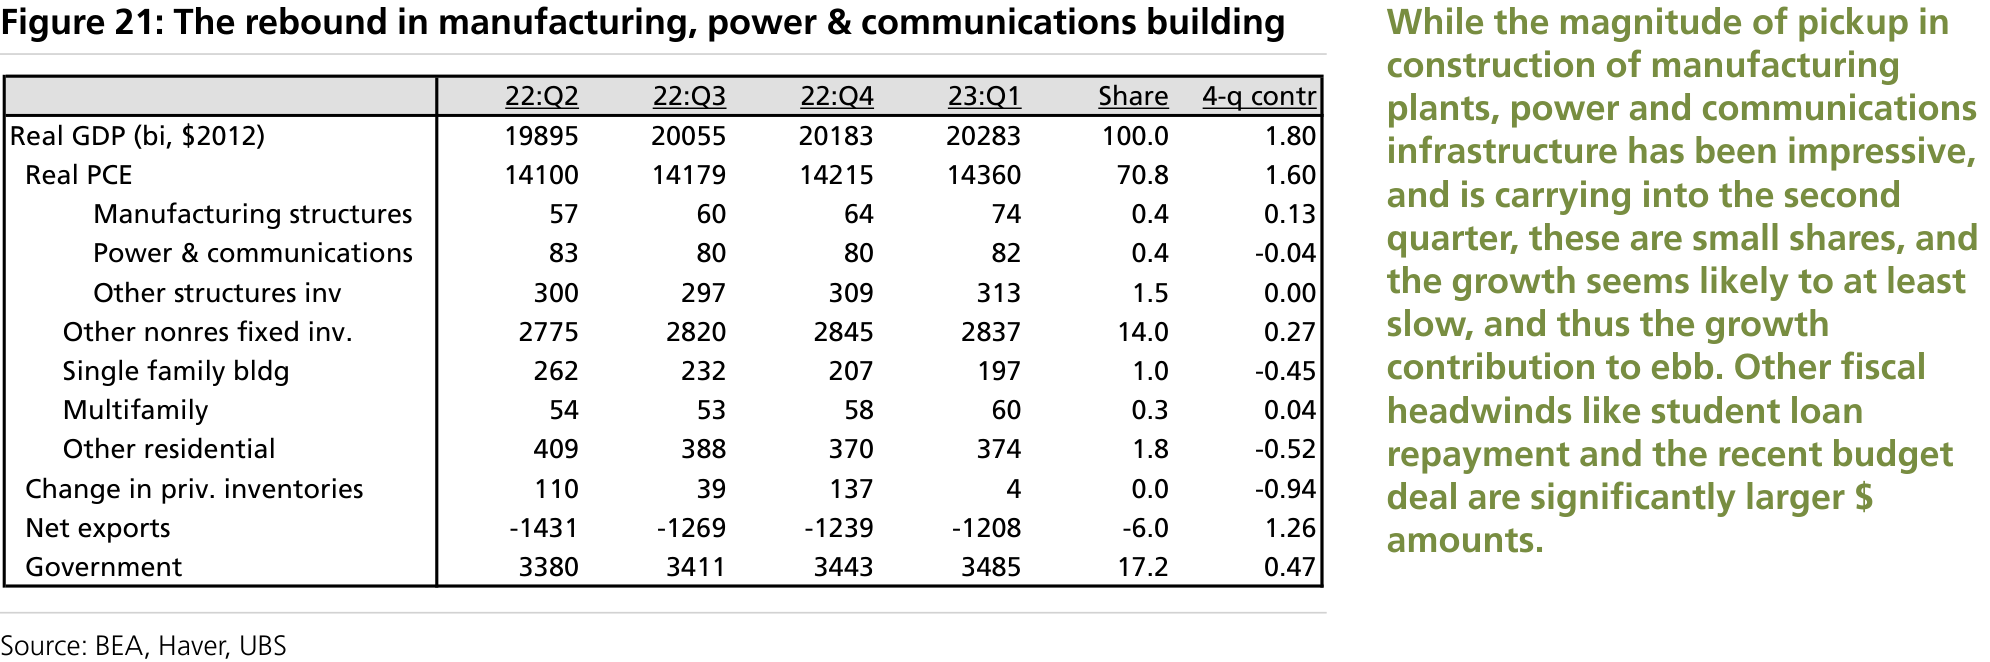 Figure 21: The rebound in manufacturing, power & communications building
22:Q2 22:Q3 22:Q4 23:Q1 Share 4-q contr
Real GDP (bi, $2012) 19895 20055 20183 20283 100.0 1.80
Real PCE 14100 14179 14215 14360 70.8 1.60
Manufacturing structures 57 60 64 74 0.4 0.13
Power & communications 83 80 80 82 0.4 -0.04
Other structures inv 300 297 309 313 1.5 0.00
Other nonres fixed inv. 2775 2820 2845 2837 14.0 0.27
Single family bldg 262 232 207 197 1.0 -0.45
Multifamily 54 53 58 60 0.3 0.04
Other residential 409 388 370 374 1.8 -0.52
Change in priv. inventories 110 39 137 4 0.0 -0.94
Net exports -1431 -1269 -1239 -1208 -6.0 1.26
Government 3380 3411 3443 3485 17.2 0.47
Source: BEA, Haver, UBS
While the magnitude of pickup in
construction of manufacturing
plants, power and communications
infrastructure has been impressive,
and is carrying into the second
quarter, these are small shares, and
the growth seems likely to at least
slow, and thus the growth
contribution to ebb. Other fiscal
headwinds like student loan
repayment and the recent budget
deal are significantly larger $
amounts.